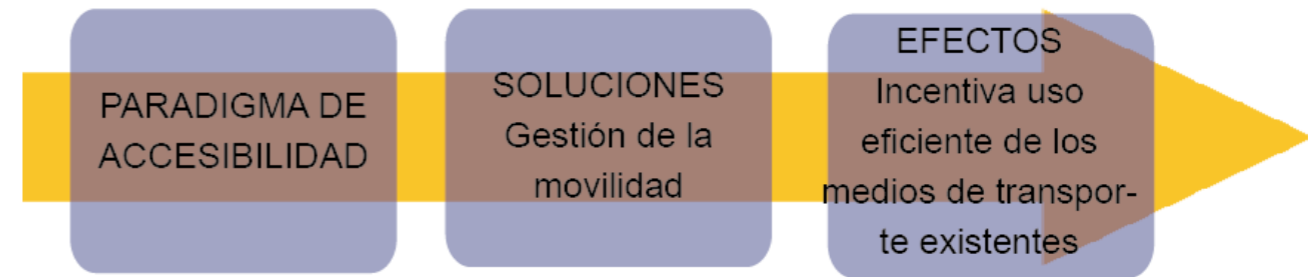 PARADIGMA DE
ACCESIBILIDAD
SOLUCIONES
Gestión de la
movilidad
EFECTOS
Incentiva uso
eficiente de los
medios de transpor-
te existentes